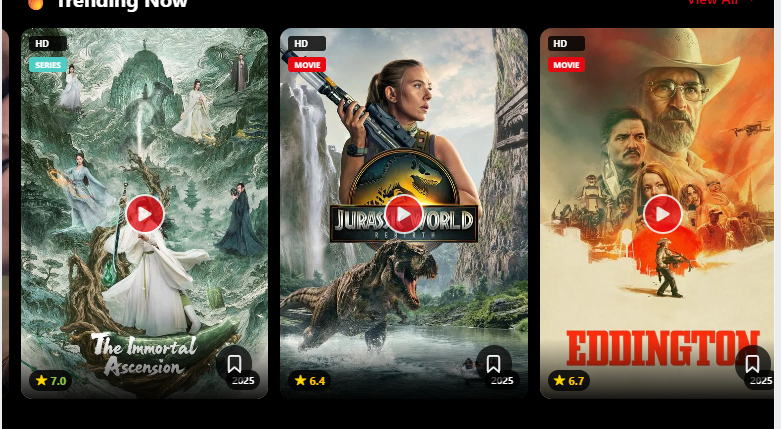 Trending Now
View All
HD
SERIES
The Immortal
Ascension
7.0
2025
HD
MOVIE
JURASSIC WORLD
REBIRTH
6.4
2025
HD
MOVIE
EDDINGTON
6.7
2025